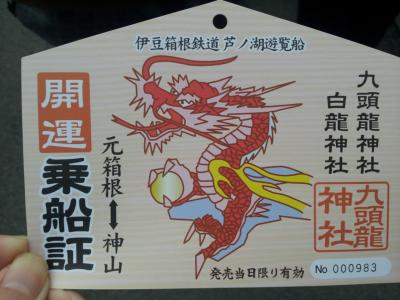 伊豆箱根鉄道 芦ノ湖遊覧船
開運
乗船証
元箱根↔神山
九頭龍神社
白龍神社
九頭龍
神社
発売当日限り有効
No 000983